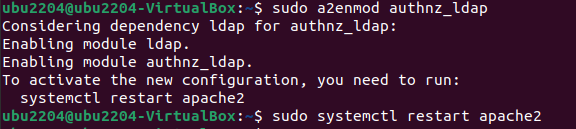 ubu2204@ubu2204-VirtualBox:~$ sudo a2enmod authnz_ldap
Considering dependency ldap for authnz_ldap:
Enabling module ldap.
Enabling module authnz_ldap.
To activate the new configuration, you need to run:
  systemctl restart apache2
ubu2204@ubu2204-VirtualBox:~$ sudo systemctl restart apache2